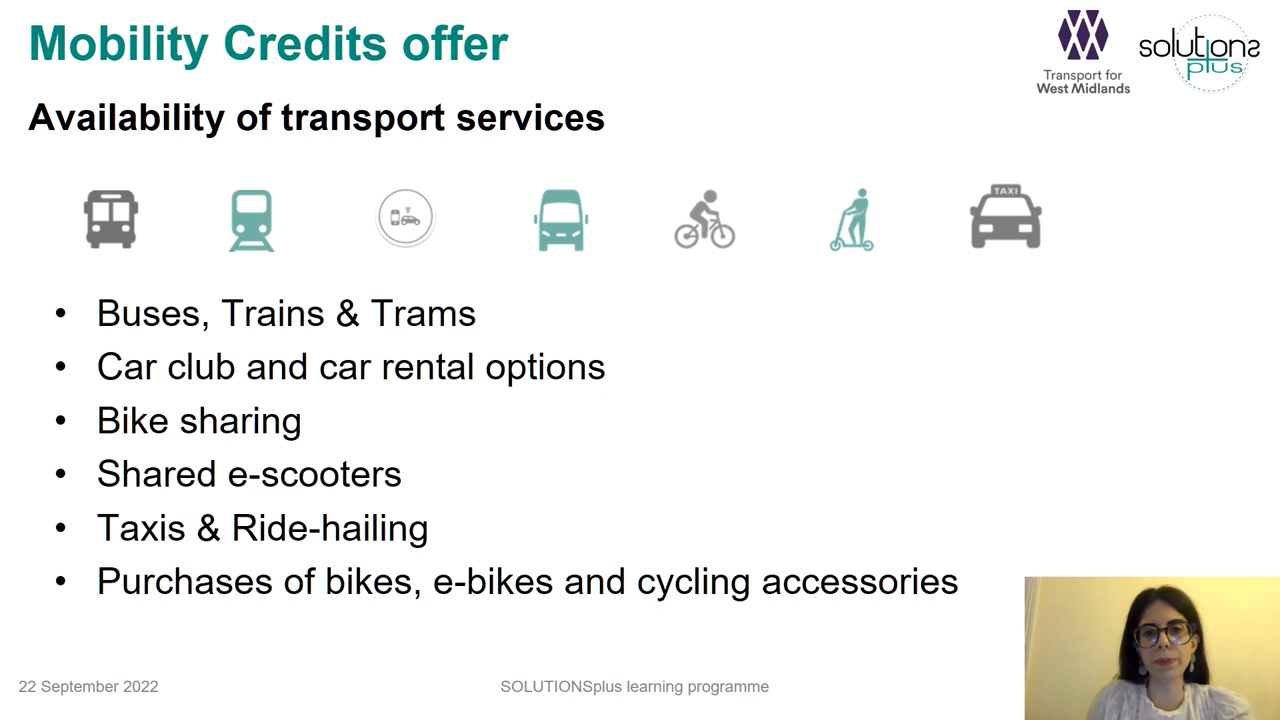 Mobility Credits offer
Transport for
West Midlands
solutions
plus
Availability of transport services
TAXI
• Buses, Trains & Trams
• Car club and car rental options
• Bike sharing
• Shared e-scooters
• Taxis & Ride-hailing
• Purchases of bikes, e-bikes and cycling accessories
22 September 2022
SOLUTIONSplus learning programme